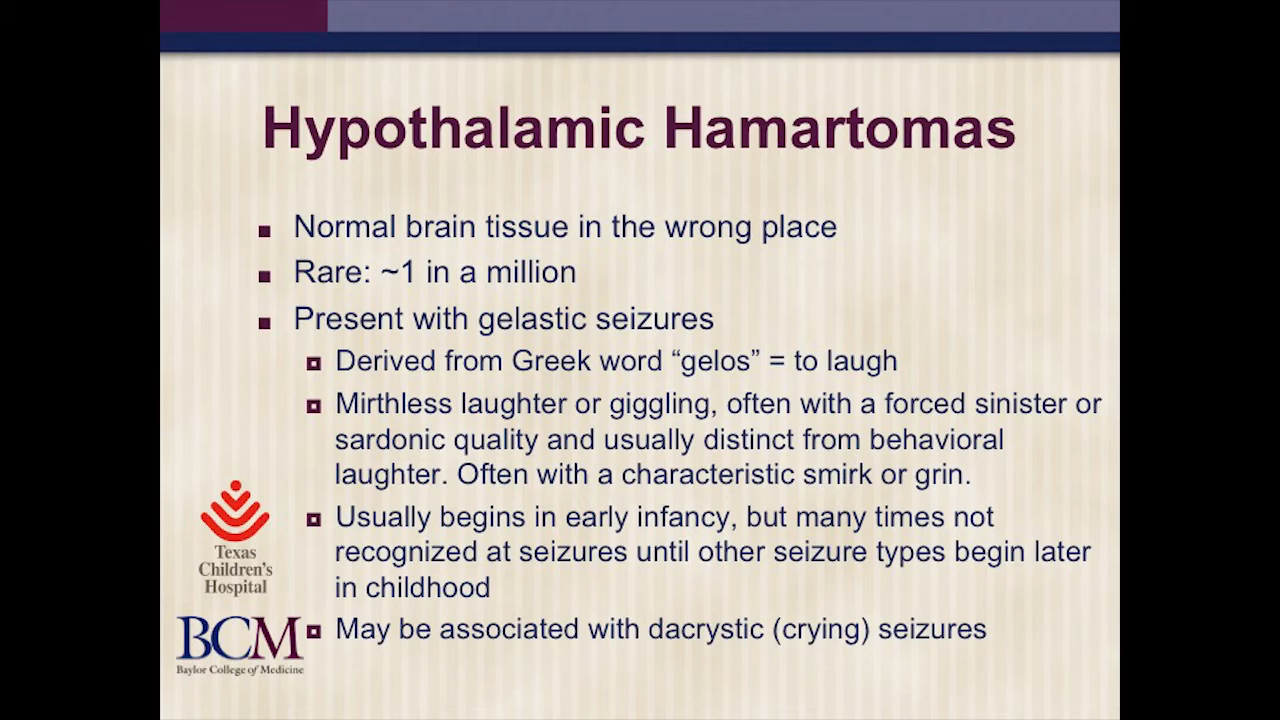 Hypothalamic Hamartomas
Normal brain tissue in the wrong place
Rare: ~1 in a million
Present with gelastic seizures
Derived from Greek word “gelos” = to laugh
Mirthless laughter or giggling, often with a forced sinister or
sardonic quality and usually distinct from behavioral
laughter. Often with a characteristic smirk or grin.
Usually begins in early infancy, but many times not
recognized at seizures until other seizure types begin later
in childhood
May be associated with dacrystic (crying) seizures
Texas
Children's
Hospital
BCM
Baylor College of Medicine